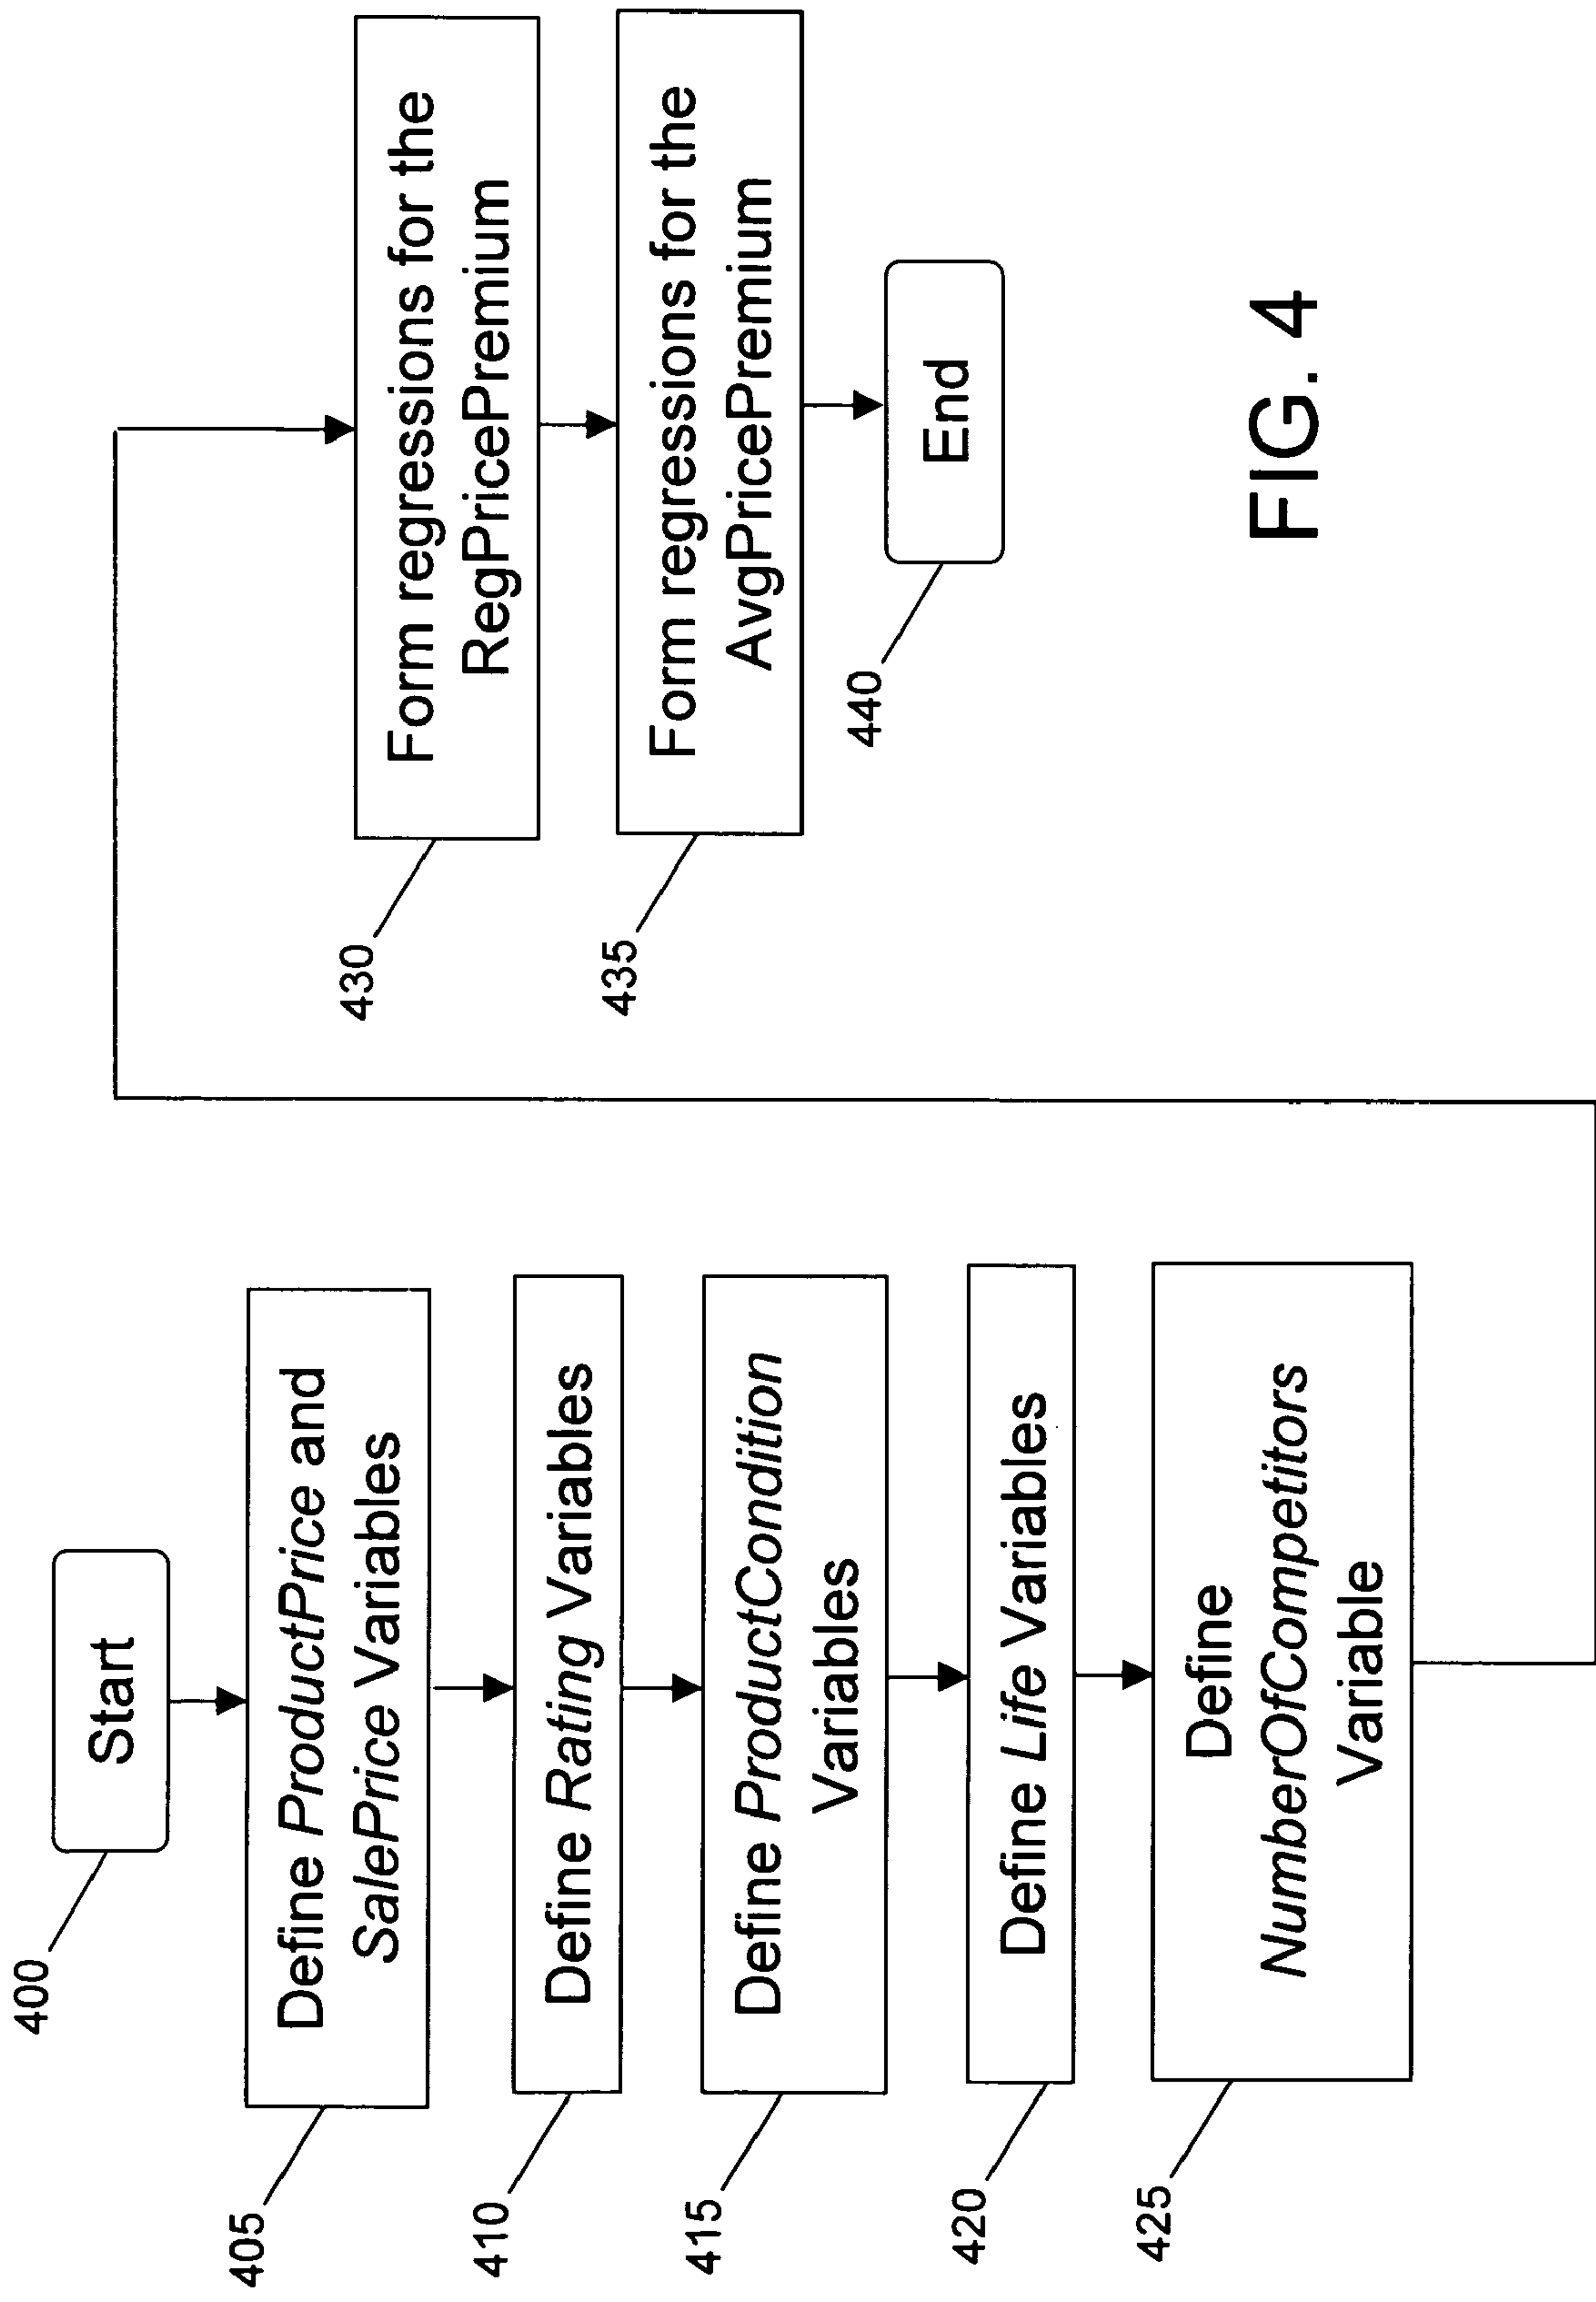 400
Start
405
Define ProductPrice and
SalePrice Variables
410
Define Rating Variables
415
Define ProductCondition
Variables
420
Define Life Variables
425
Define
NumberOfCompetitors
Variable
430
Form regressions for the
RegPricePremium
435
Form regressions for the
AvgPricePremium
440
End
FIG. 4